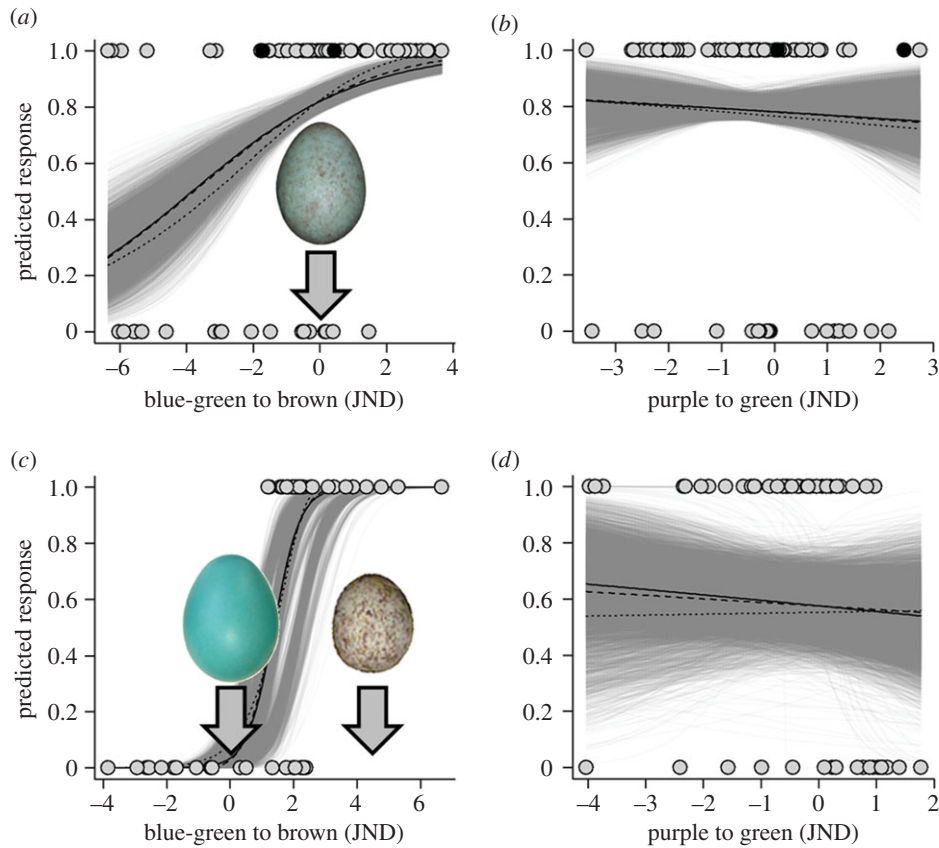 (a)
(b)
1.0
0.8
0.6
0.4
0.2
0
predicted response
–6 –4 –2 0 2 4
blue-green to brown (JND)
1.0
0.8
0.6
0.4
0.2
0
–3 –2 –1 0 1 2 3
purple to green (JND)
(c)
(d)
1.0
0.8
0.6
0.4
0.2
0
predicted response
–4 –2 0 2 4 6
blue-green to brown (JND)
1.0
0.8
0.6
0.4
0.2
0
–4 –3 –2 –1 0 1 2
purple to green (JND)